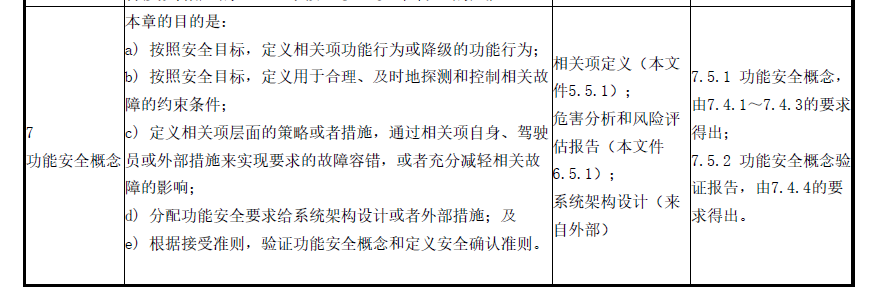 本章的目的是：
a) 按照安全目标，定义相关项功能行为或降级的功能行为；
b) 按照安全目标，定义用于合理、及时地探测和控制相关故
障的约束条件；
c) 定义相关项层面的策略或者措施，通过相关项自身、驾驶
员或外部措施来实现要求的故障容错，或者充分减轻相关故
障的影响；
d) 分配功能安全要求给系统架构设计或者外部措施；及
e) 根据接受准则，验证功能安全概念和定义安全确认准则。
7
功能安全概念
相关项定义（本文
件5.5.1）；
危害分析和风险评
估报告（本文件
6.5.1）；
系统架构设计（来
自外部）
7.5.1 功能安全概念，
由7.4.1～7.4.3的要求
得出；
7.5.2 功能安全概念验
证报告，由7.4.4的要
求得出。